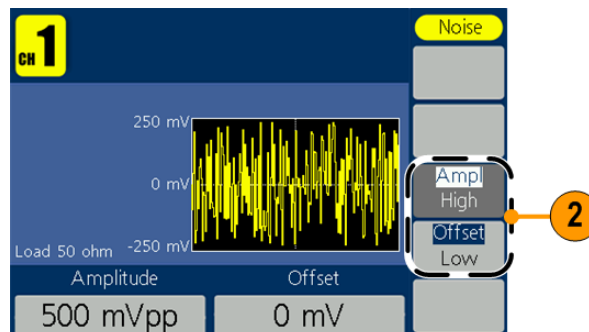 CH 1
Noise
250 mV
0 mV
-250 mV
Load 50 ohm
Ampl
High
Offset
Low
2
Amplitude
Offset
500 mVpp
0 mV